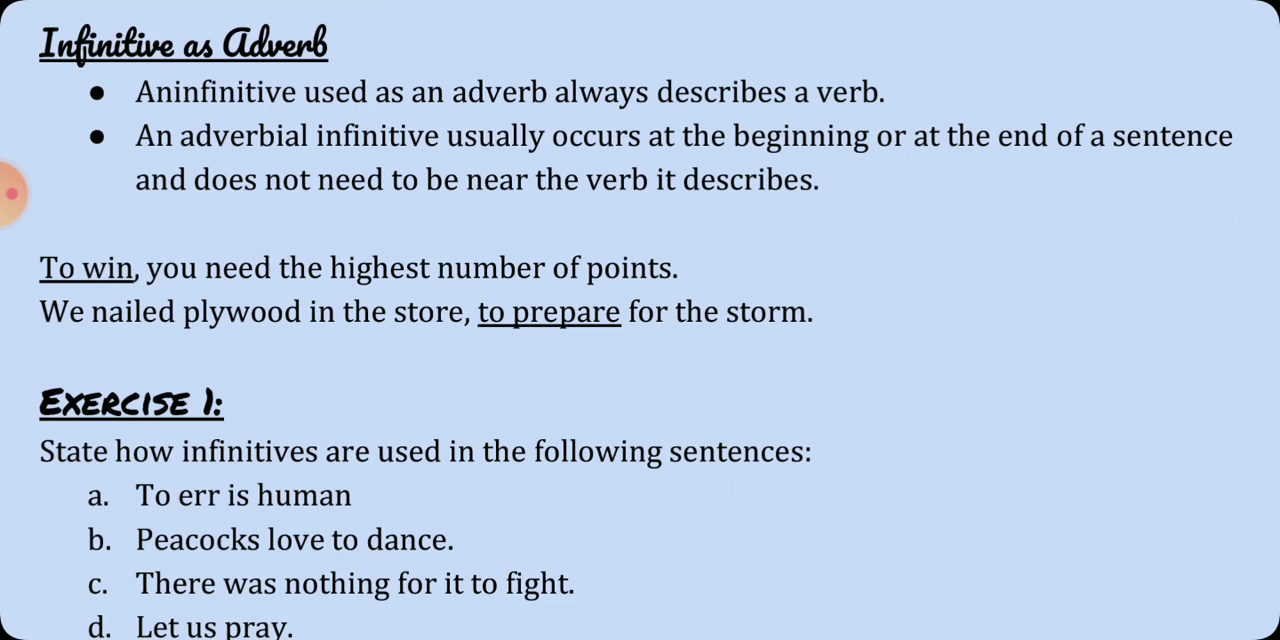 Infinitive as Adverb
● Aninfinitive used as an adverb always describes a verb.
● An adverbial infinitive usually occurs at the beginning or at the end of a sentence
and does not need to be near the verb it describes.
To win, you need the highest number of points.
We nailed plywood in the store, to prepare for the storm.
EXERCISE 1:
State how infinitives are used in the following sentences:
a. To err is human
b. Peacocks love to dance.
c. There was nothing for it to fight.
d. Let us pray.